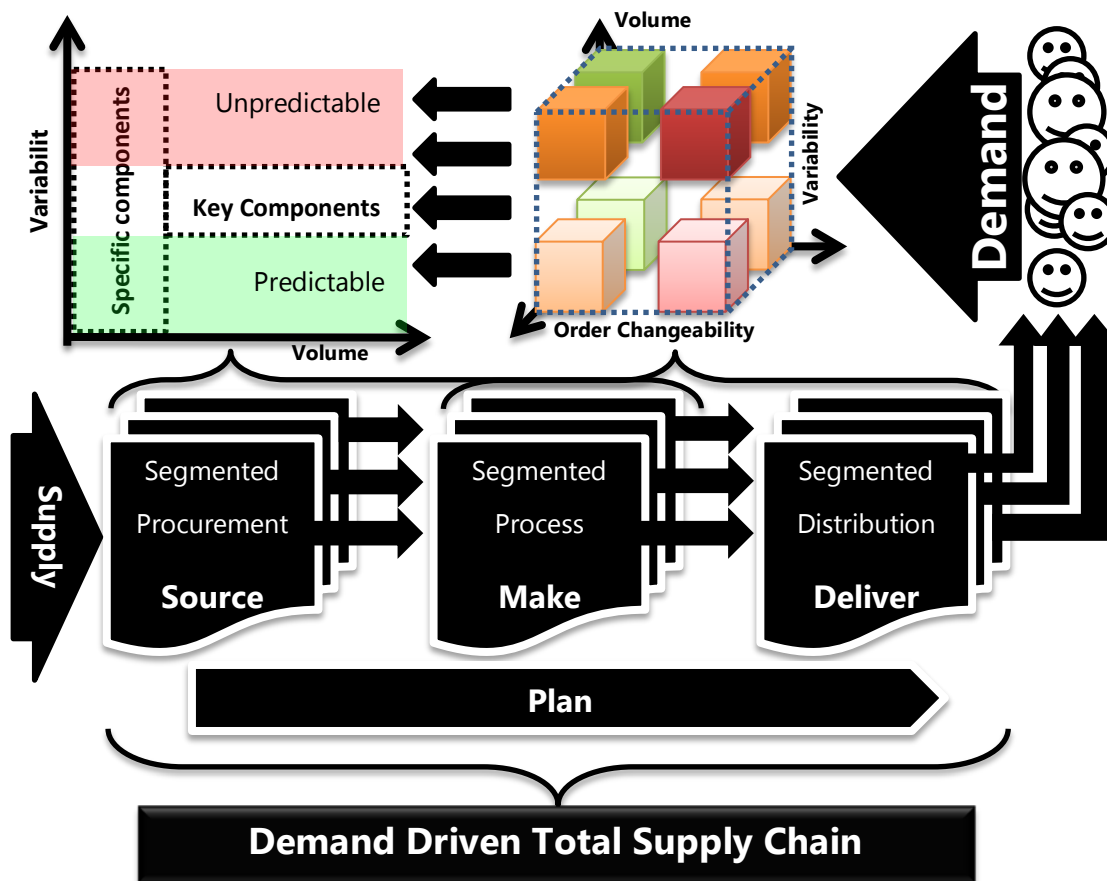 Volume
Variabilit
Specific components
Unpredictable
Key Components
Predictable
Volume
Variability
Order Changeability
Demand
Supply
Segmented
Procurement
Source
Segmented
Process
Make
Segmented
Distribution
Deliver
Plan
Demand Driven Total Supply Chain